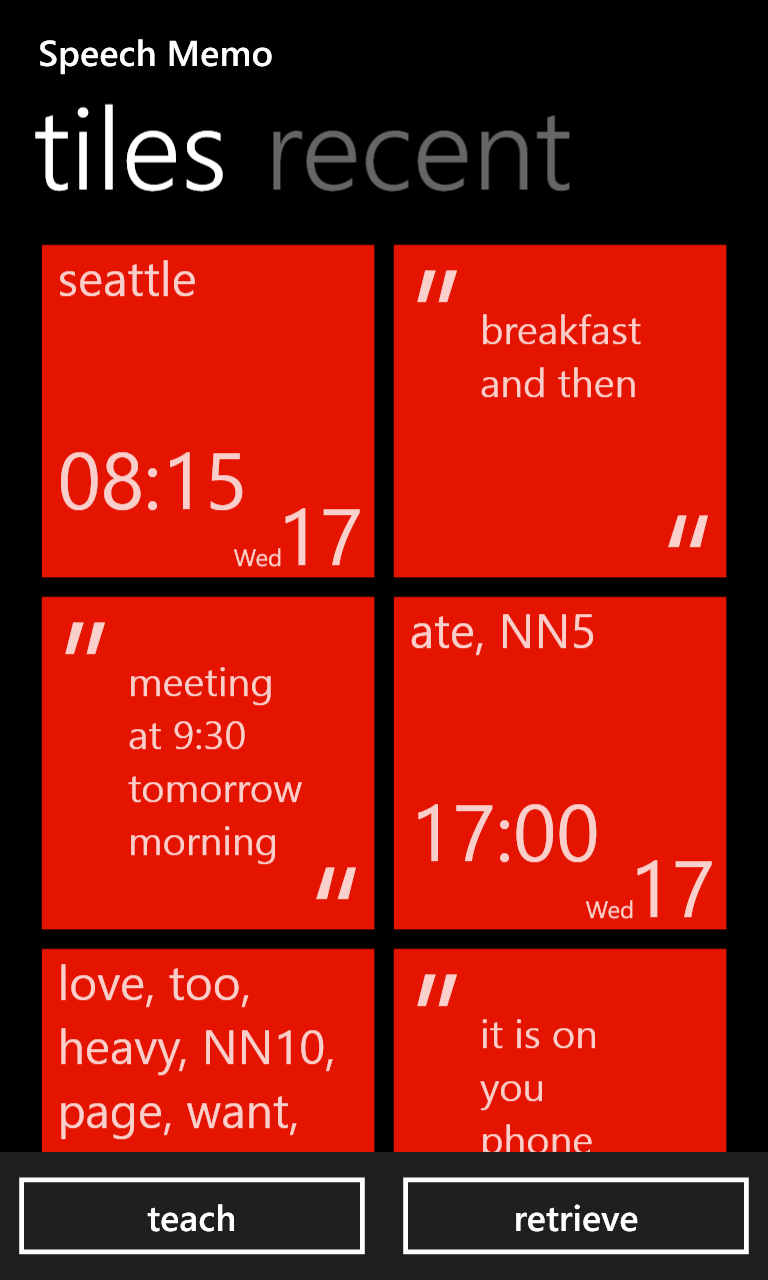 Speech Memo
tiles recent
seattle
08:15
Wed 17
"
breakfast
and then
"
"
meeting
at 9:30
tomorrow
morning
"
ate, NN5
17:00
Wed 17
love, too,
heavy, NN10,
page, want,
"
it is on
you
phone
teach
retrieve